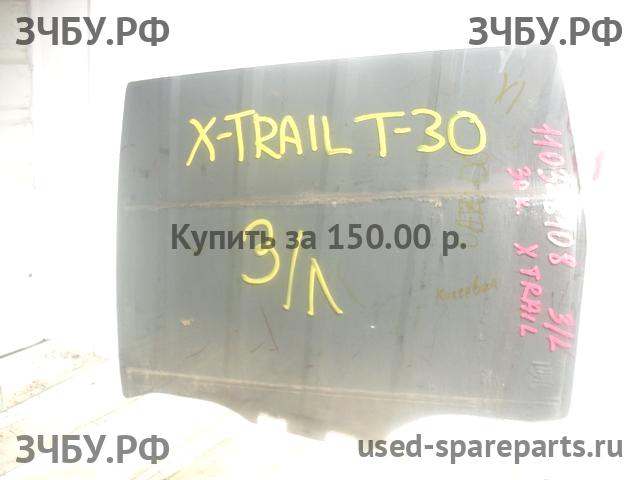 ЗЧБУ.РФ
ЗЧБУ.РФ
X-TRAIL T-30
Купить за 150.00 р.
З/Л
X TRAIL
З/L
ЗЧБУ.РФ
used-spareparts.ru